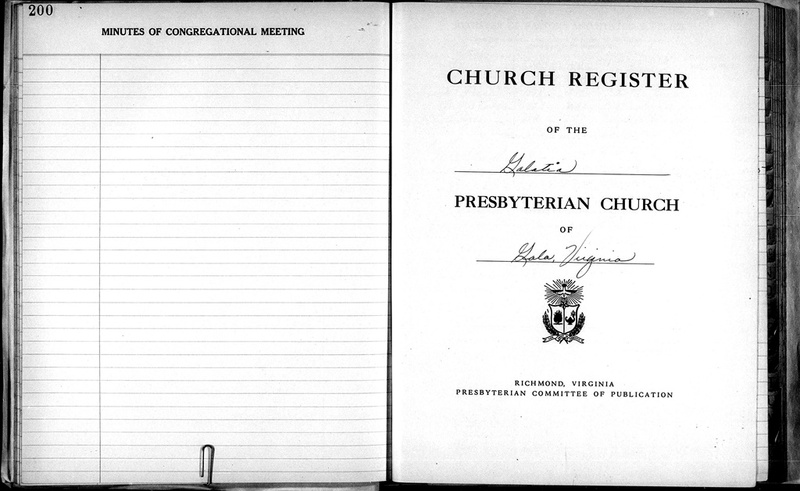 200
MINUTES OF CONGREGATIONAL MEETING
CHURCH REGISTER
OF THE
Galatia
PRESBYTERIAN CHURCH
OF
Gala, Virginia
RICHMOND, VIRGINIA
PRESBYTERIAN COMMITTEE OF PUBLICATION